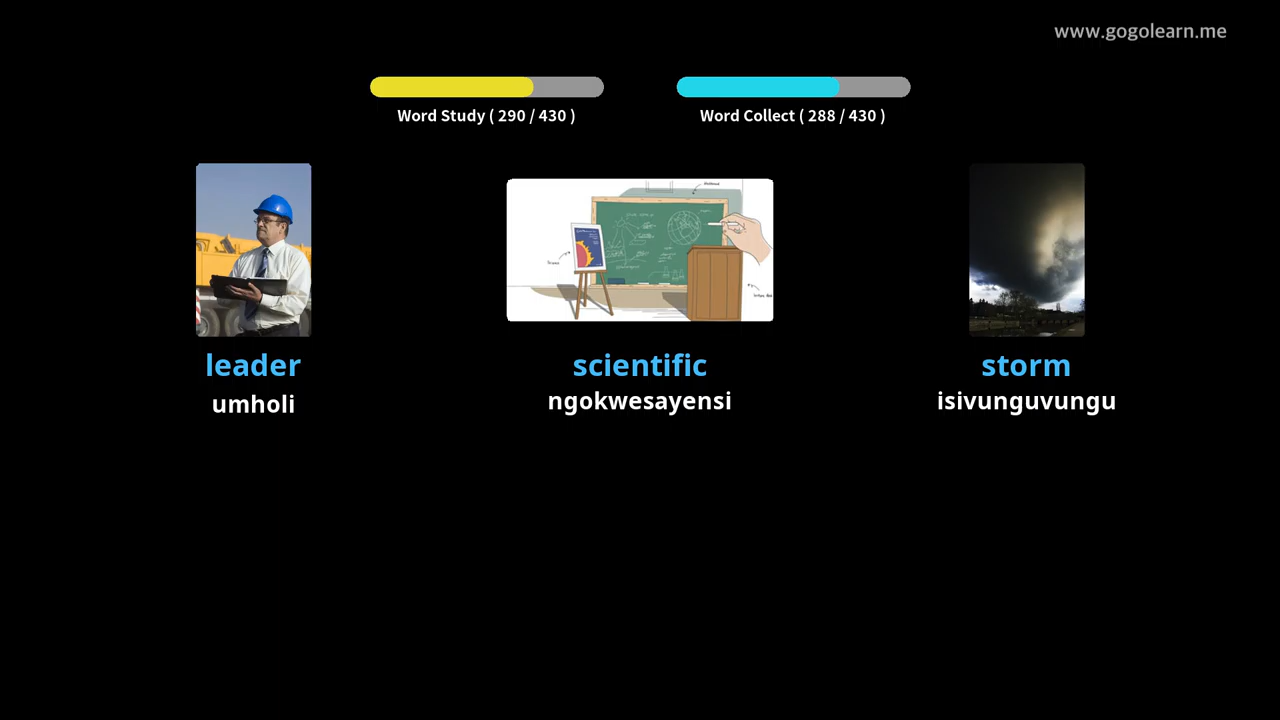 www.gogolearn.me
Word Study ( 290 / 430 )
Word Collect ( 288 / 430 )
leader
umholi
scientific
ngokwesayensi
storm
isivunguvungu